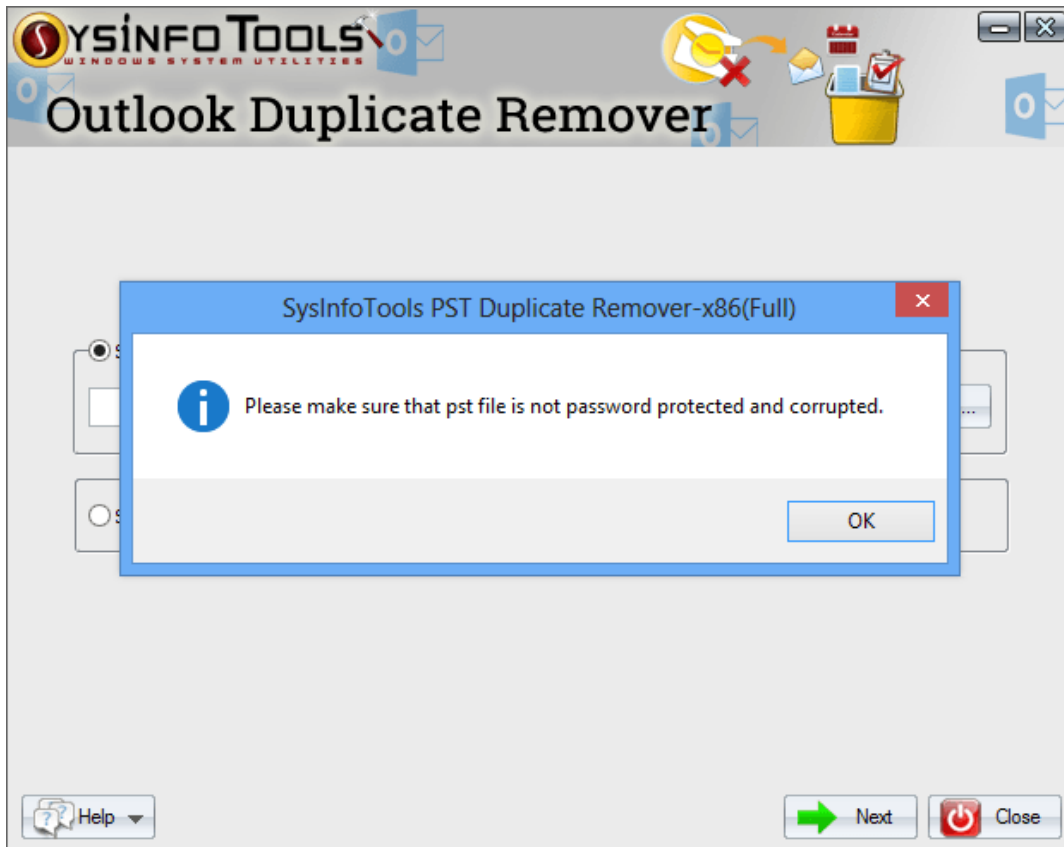 SYSINFO TOOLS
WINDOWS SYSTEM UTILITIES
Outlook Duplicate Remover
SysInfoTools PST Duplicate Remover-x86(Full)
Please make sure that pst file is not password protected and corrupted.
...
OK
Help
Next
Close